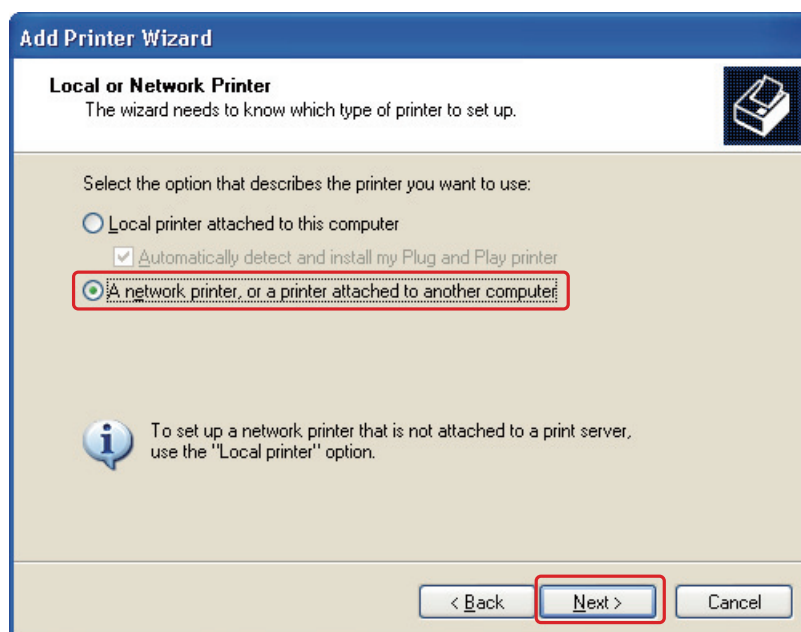 Add Printer Wizard
Local or Network Printer
The wizard needs to know which type of printer to set up.
Select the option that describes the printer you want to use:
Local printer attached to this computer
Automatically detect and install my Plug and Play printer
A network printer, or a printer attached to another computer
To set up a network printer that is not attached to a print server,
use the "Local printer" option.
< Back
Next >
Cancel